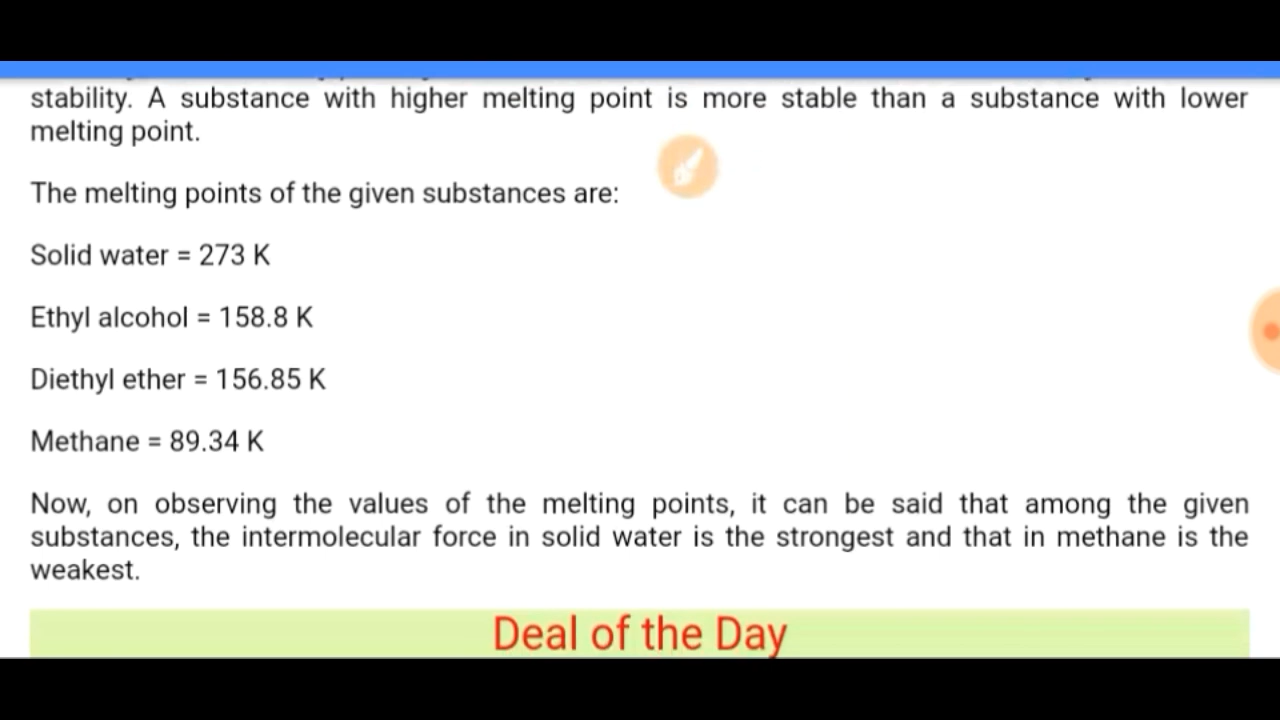 stability. A substance with higher melting point is more stable than a substance with lower
melting point.
The melting points of the given substances are:
Solid water = 273 K
Ethyl alcohol = 158.8 K
Diethyl ether = 156.85 K
Methane = 89.34 K
Now, on observing the values of the melting points, it can be said that among the given
substances, the intermolecular force in solid water is the strongest and that in methane is the
weakest.
Deal of the Day